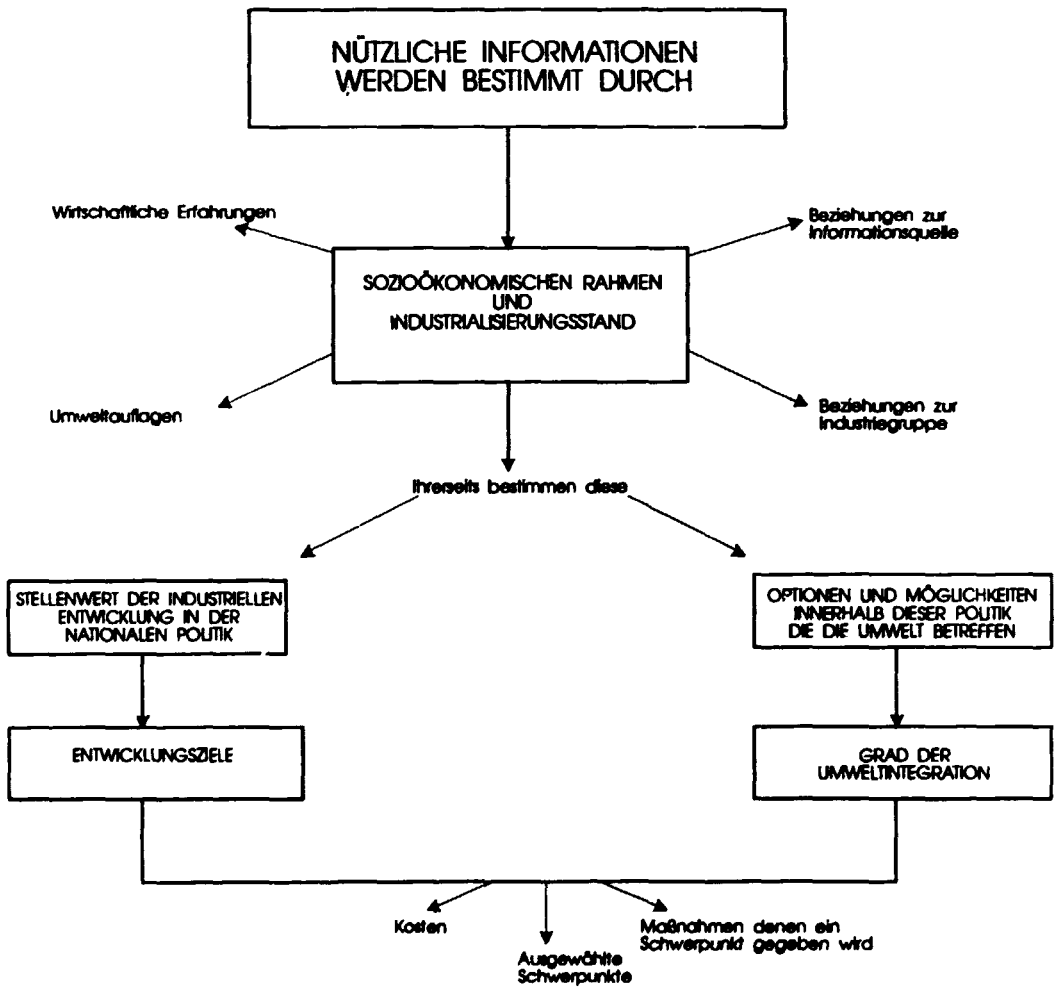 NÜTZLICHE INFORMATIONEN
WERDEN BESTIMMT DURCH
Wirtschaftliche Erfahrungen
Beziehungen zur
Informationsquelle
SOZIOÖKONOMISCHEN RAHMEN
UND
INDUSTRIALISIERUNGSSTAND
Umweltauflagen
Beziehungen zur
Industriegruppe
Ihrerseits bestimmen diese
STELLENWERT DER INDUSTRIELLEN
ENTWICKLUNG IN DER
NATIONALEN POLITIK
OPTIONEN UND MÖGLICHKEITEN
INNERHALB DIESER POLITIK
DIE DIE UMWELT BETREFFEN
ENTWICKLUNGSZIELE
GRAD DER
UMWELTINTEGRATION
Kosten
Ausgewählte
Schwerpunkte
Maßnahmen denen ein
Schwerpunkt gegeben wird